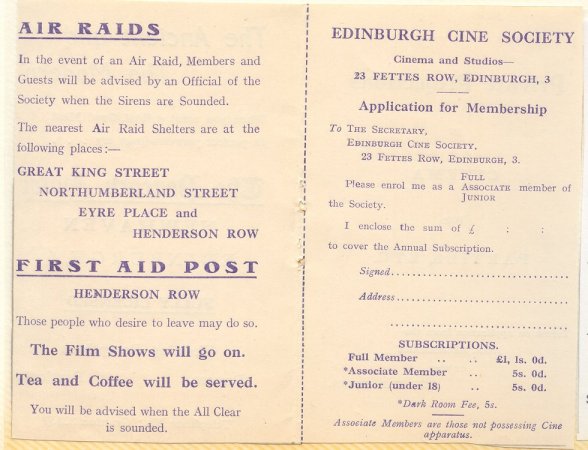 AIR RAIDS
In the event of an Air Raid, Members and
Guests will be advised by an Official of the
Society when the Sirens are Sounded.
The nearest Air Raid Shelters are at the
following places :—
GREAT KING STREET
NORTHUMBERLAND STREET
EYRE PLACE and
HENDERSON ROW
FIRST AID POST
HENDERSON ROW
Those people who desire to leave may do so.
The Film Shows will go on.
Tea and Coffee will be served.
You will be advised when the All Clear
is sounded.
EDINBURGH CINE SOCIETY
Cinema and Studios—
23 FETTES ROW, EDINBURGH, 3
Application for Membership
To THE SECRETARY,
EDINBURGH CINE SOCIETY,
23 FETTES ROW, EDINBURGH, 3.
FULL
Please enrol me as a ASSOCIATE member of
JUNIOR
the Society.
I enclose the sum of £ : :
to cover the Annual Subscription.
Signed........................................
Address........................................
........................................
SUBSCRIPTIONS.
Full Member .. .. £1, 1s. 0d.
*Associate Member .. 5s. 0d.
*Junior (under 18) .. 5s. 0d.
*Dark Room Fee, 5s.
Associate Members are those not possessing Cine
apparatus.